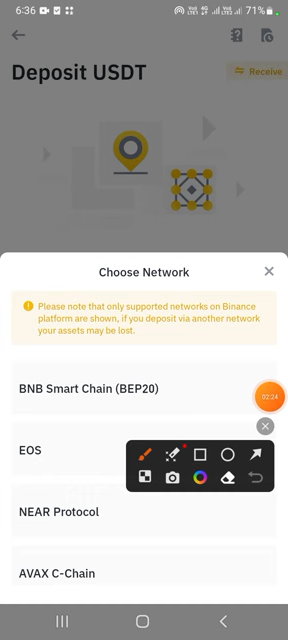 6:36
71%
Deposit USDT
Receive
Choose Network
Please note that only supported networks on Binance
platform are shown, if you deposit via another network
your assets may be lost.
BNB Smart Chain (BEP20)
02:24
EOS
NEAR Protocol
AVAX C-Chain